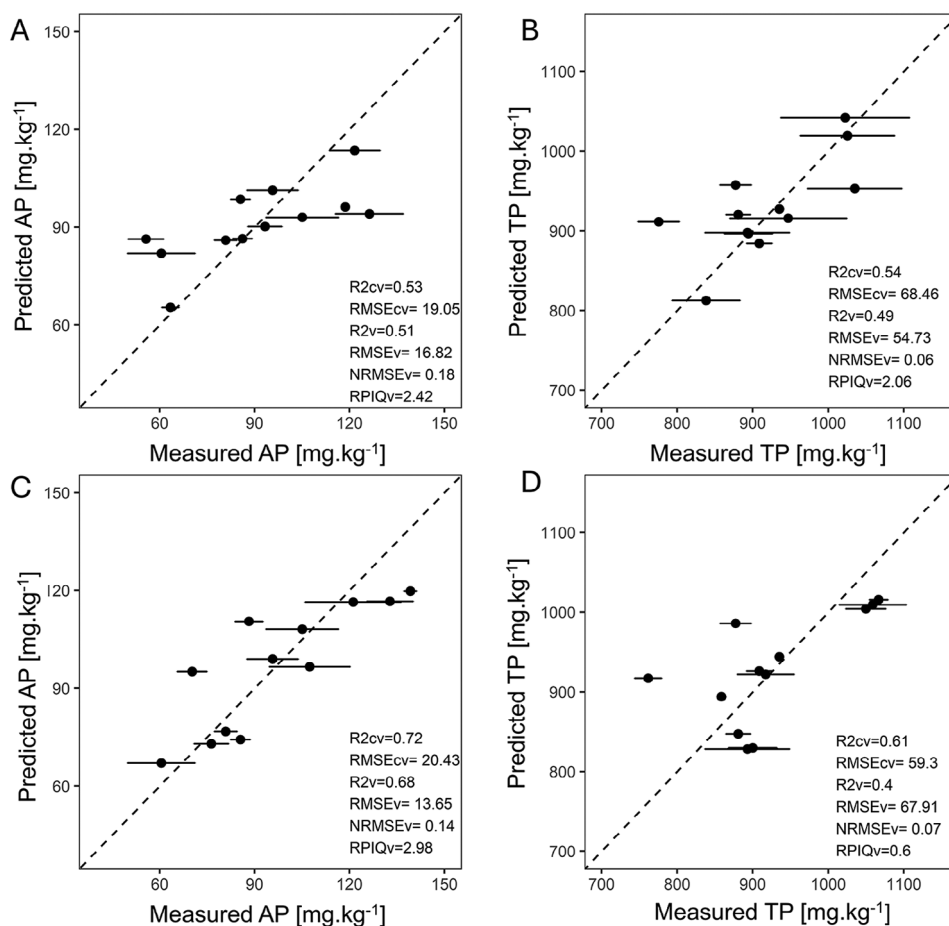 A
150
120
90
60
Predicted AP [mg.kg-1]
R2cv=0.53
RMSEcv= 19.05
R2v=0.51
RMSEv= 16.82
NRMSEv= 0.18
RPIQv=2.42
60 90 120 150
Measured AP [mg.kg-1]
B
1100
1000
900
800
700
Predicted TP [mg.kg-1]
R2cv=0.54
RMSEcv= 68.46
R2v=0.49
RMSEv= 54.73
NRMSEv= 0.06
RPIQv=2.06
700 800 900 1000 1100
Measured TP [mg.kg-1]
C
150
120
90
60
Predicted AP [mg.kg-1]
R2cv=0.72
RMSEcv= 20.43
R2v=0.68
RMSEv= 13.65
NRMSEv= 0.14
RPIQv=2.98
60 90 120 150
Measured AP [mg.kg-1]
D
1100
1000
900
800
700
Predicted TP [mg.kg-1]
R2cv=0.61
RMSEcv= 59.3
R2v=0.4
RMSEv= 67.91
NRMSEv= 0.07
RPIQv=0.6
700 800 900 1000 1100
Measured TP [mg.kg-1]